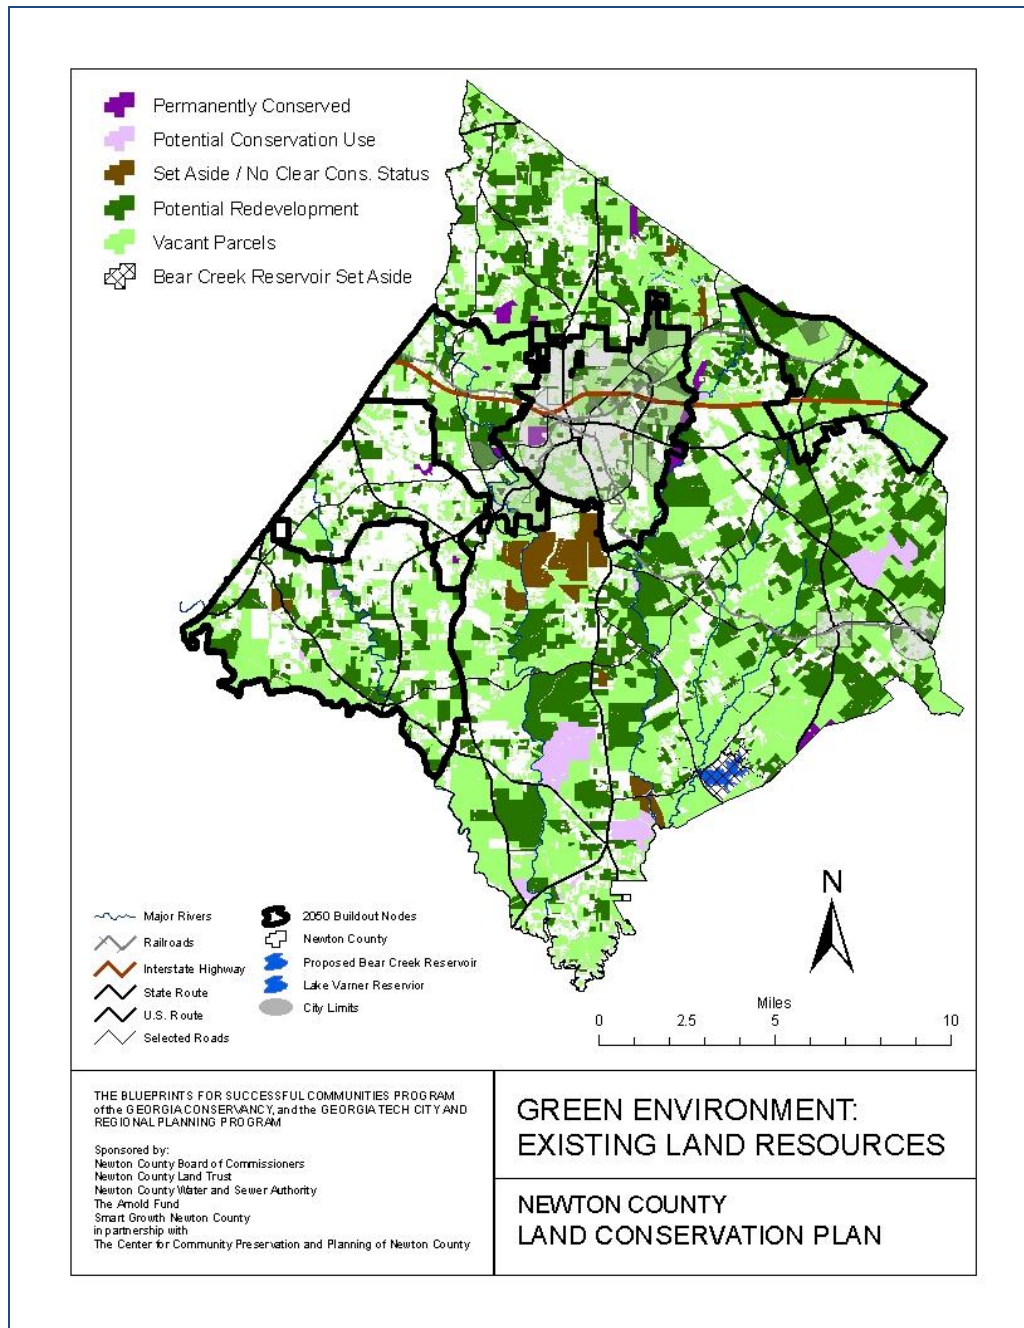 Permanently Conserved
Potential Conservation Use
Set Aside / No Clear Cons. Status
Potential Redevelopment
Vacant Parcels
Bear Creek Reservoir Set Aside
N
Major Rivers
Railroads
Interstate Highway
State Route
U.S. Route
Selected Roads
2050 Buildout Nodes
Newton County
Proposed Bear Creek Reservoir
Lake Varner Reservior
City Limits
Miles
0 2.5 5 10
THE BLUEPRINTS FOR SUCCESSFUL COMMUNITIES PROGRAM
of the GEORGIA CONSERVANCY, and the GEORGIA TECH CITY AND
REGIONAL PLANNING PROGRAM
Sponsored by:
Newton County Board of Commissioners
Newton County Land Trust
Newton County Water and Sewer Authority
The Arnold Fund
Smart Growth Newton County
in partnership with
The Center for Community Preservation and Planning of Newton County
GREEN ENVIRONMENT:
EXISTING LAND RESOURCES
NEWTON COUNTY
LAND CONSERVATION PLAN